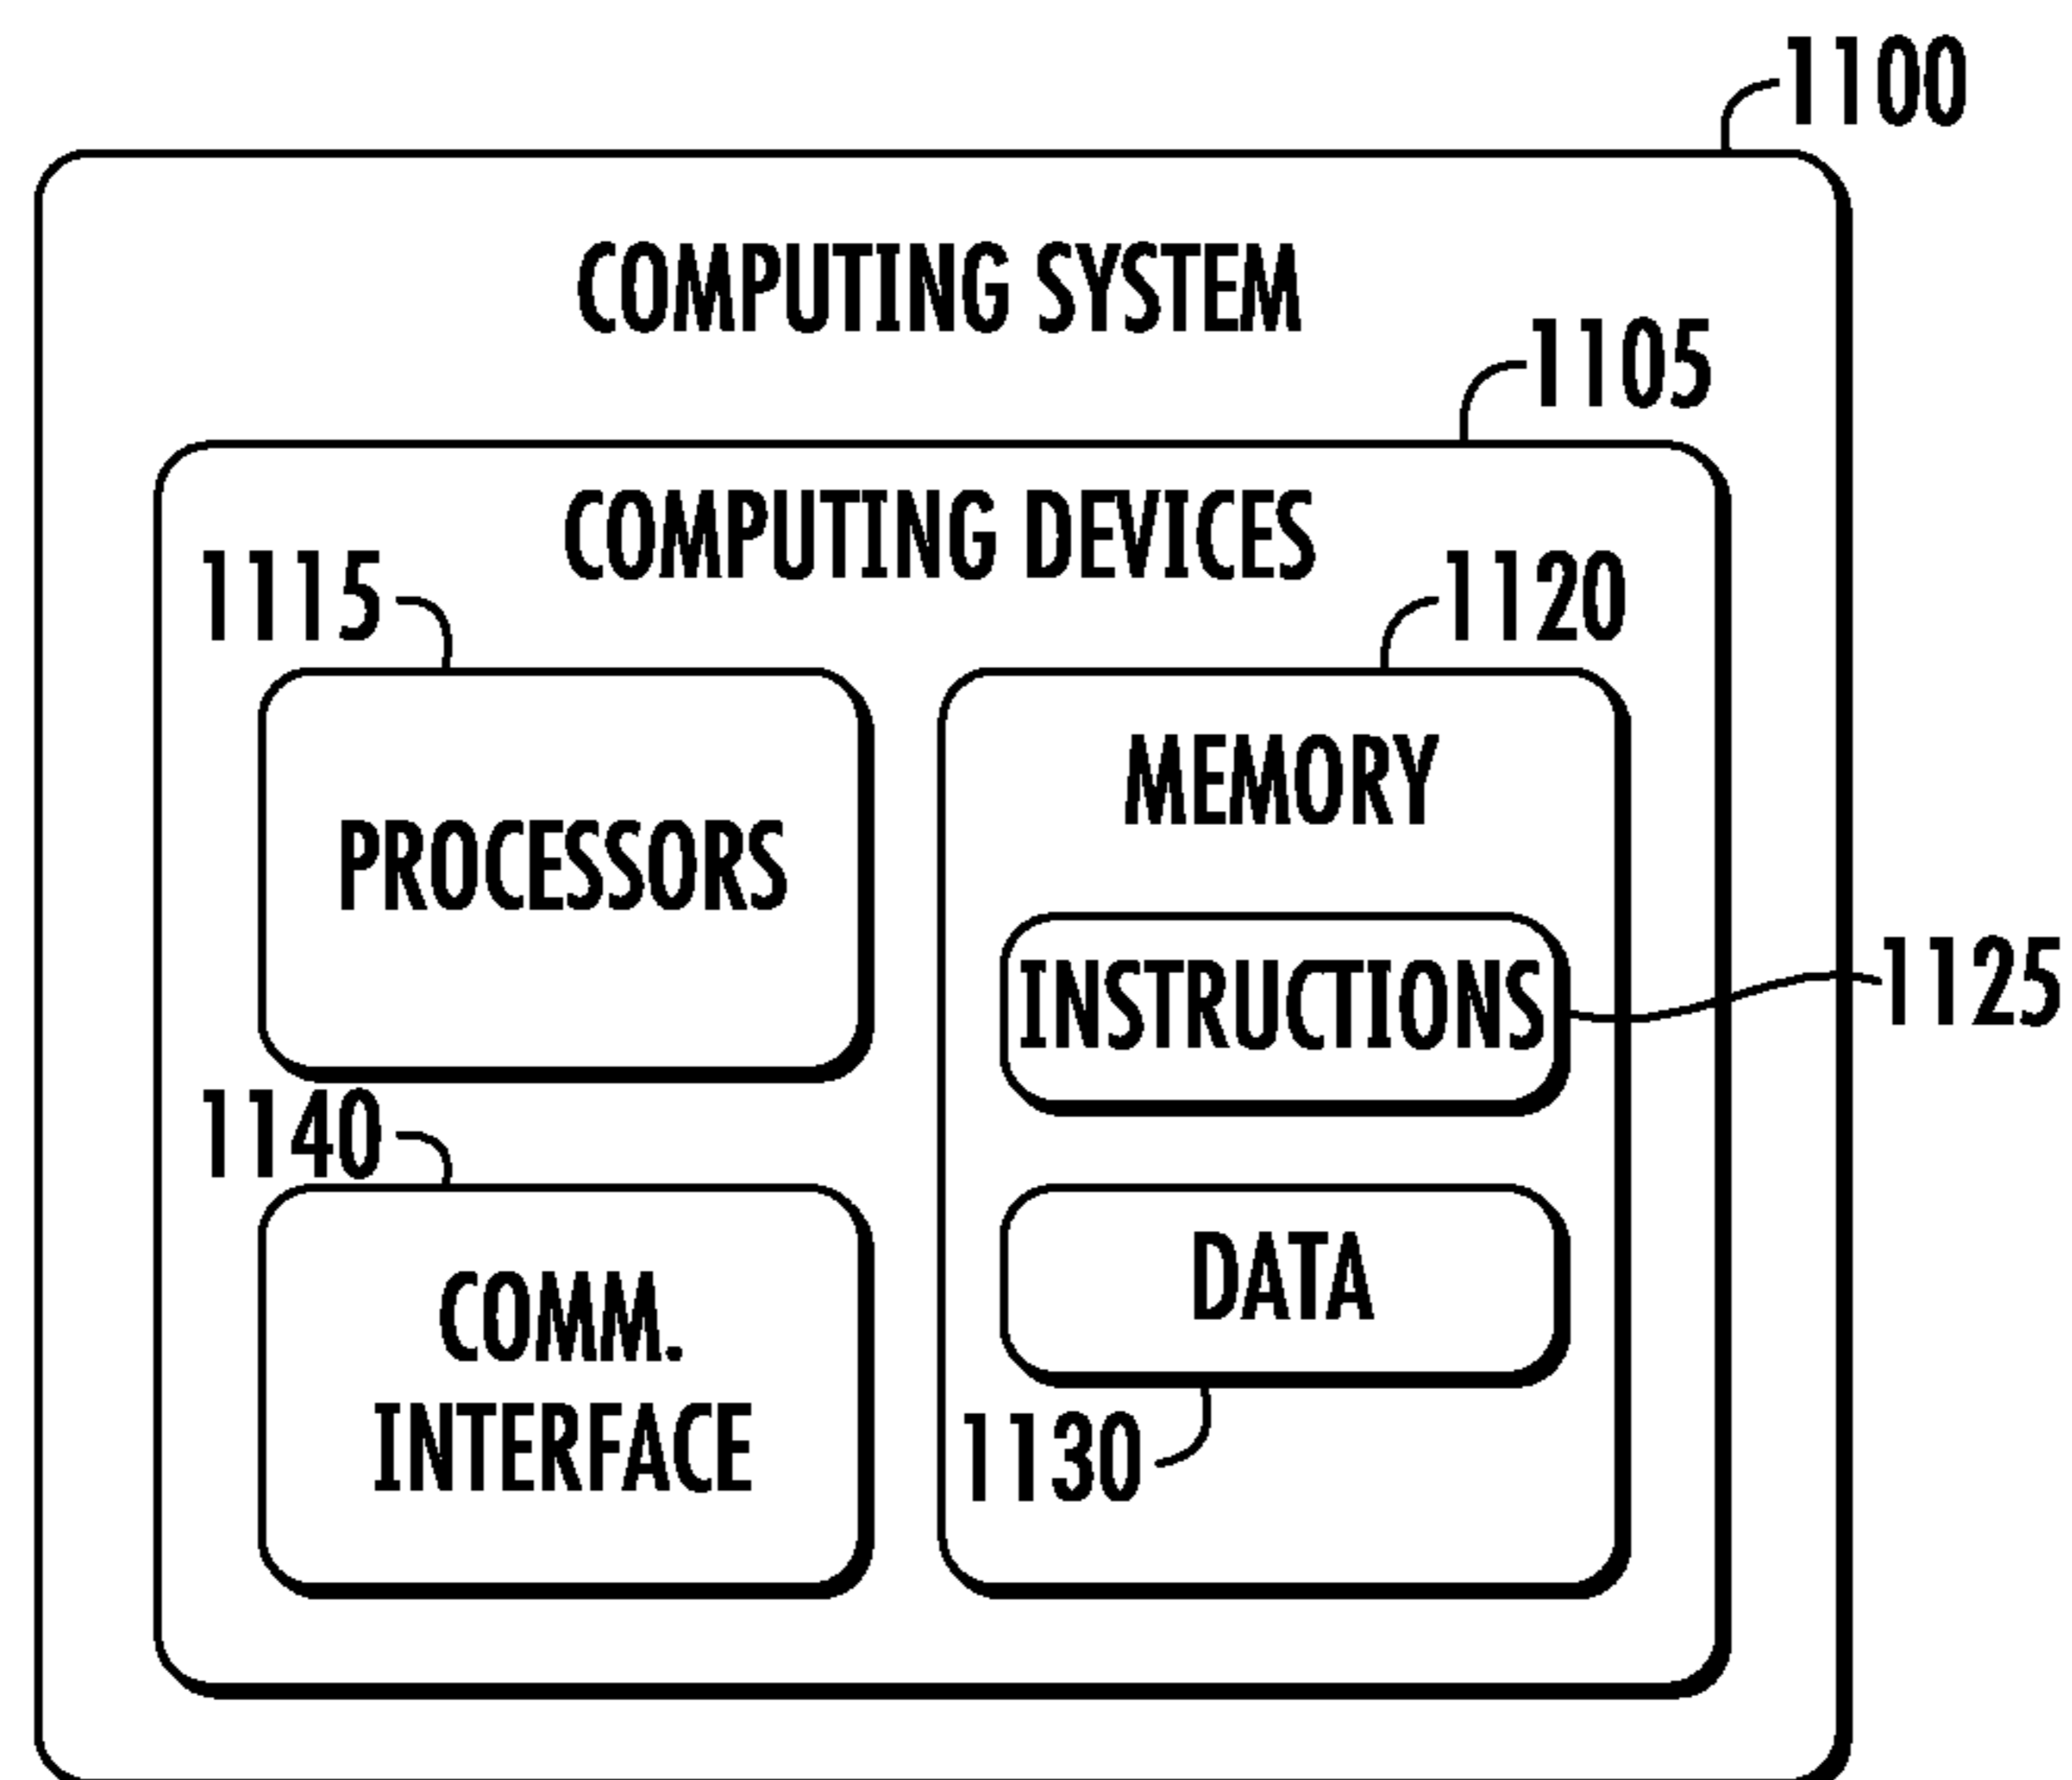 1100
COMPUTING SYSTEM
1105
COMPUTING DEVICES
1115
1120
PROCESSORS
MEMORY
INSTRUCTIONS
1125
1140
COMM.
INTERFACE
DATA
1130